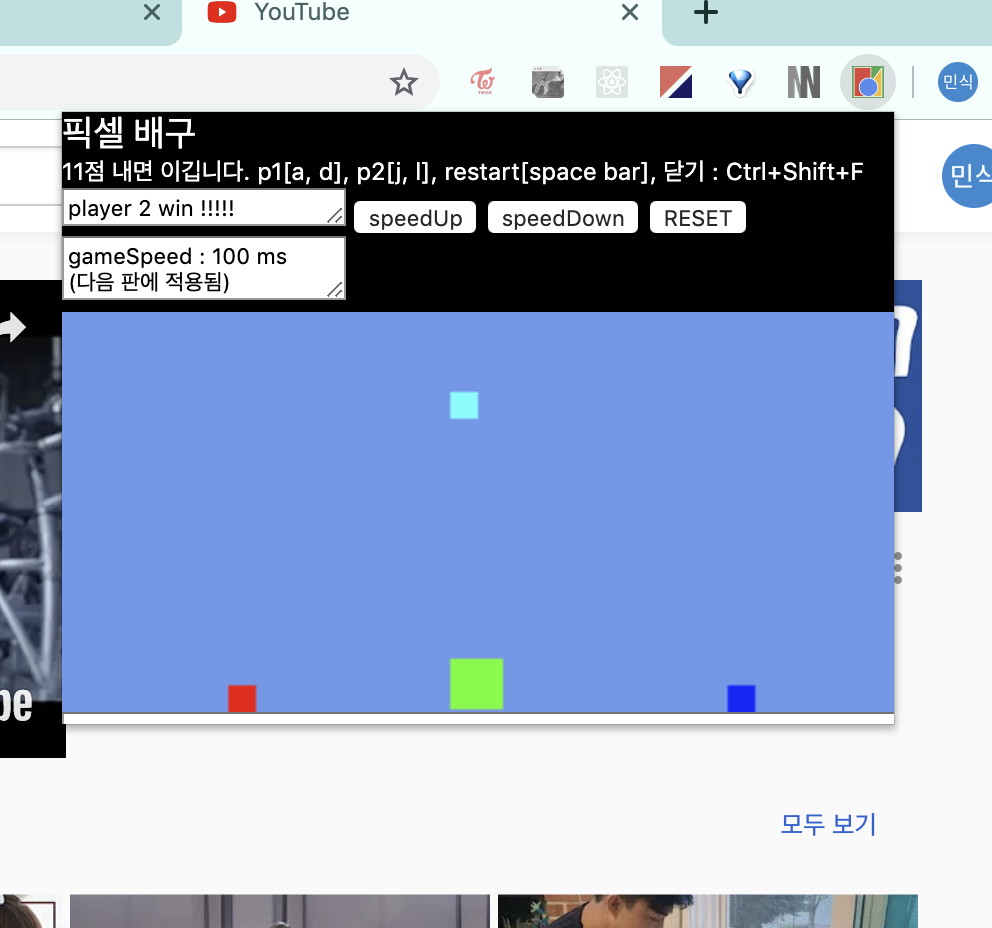 YouTube
민식
픽셀 배구
11점 내면 이깁니다. p1[a, d], p2[j, l], restart[space bar], 닫기 : Ctrl+Shift+F
민식
player 2 win !!!!!
speedUp speedDown RESET
gameSpeed : 100 ms
(다음 판에 적용됨)
모두 보기